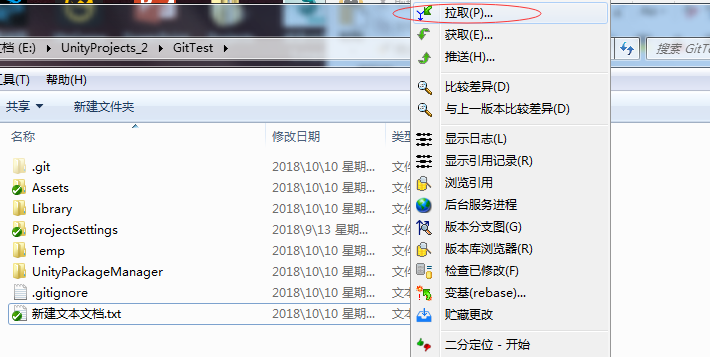 拉取(P)...
获取(E)...
推送(H)...
比较差异(D)
与上一版本比较差异(D)
显示日志(L)
显示引用记录(R)
浏览引用
后台服务进程
版本分支图(G)
版本库浏览器(R)
检查已修改(F)
变基(rebase)...
贮藏更改
二分定位 - 开始
文档 (E:) UnityProjects_2 GitTest
搜索 GitTe
工具(T) 帮助(H)
共享 新建文件夹
名称 修改日期 类
.git 2018\10\10 星期... 文件
Assets 2018\10\10 星期... 文件
Library 2018\10\10 星期... 文件
ProjectSettings 2018\9\13 星期四... 文件
Temp 2018\10\10 星期... 文件
UnityPackageManager 2018\10\10 星期... 文件
.gitignore 2018\10\10 星期... 文本
新建文本文档.txt 2018\10\10 星期... 文本